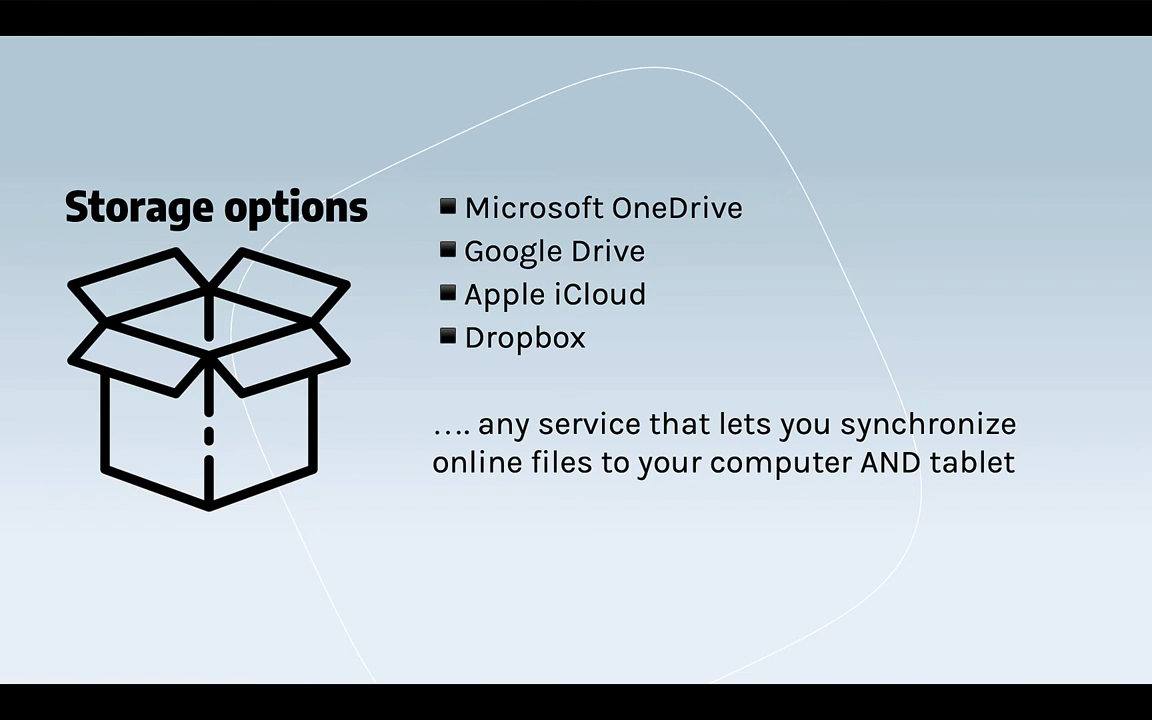 Storage options
Microsoft OneDrive
Google Drive
Apple iCloud
Dropbox
.... any service that lets you synchronize
online files to your computer AND tablet